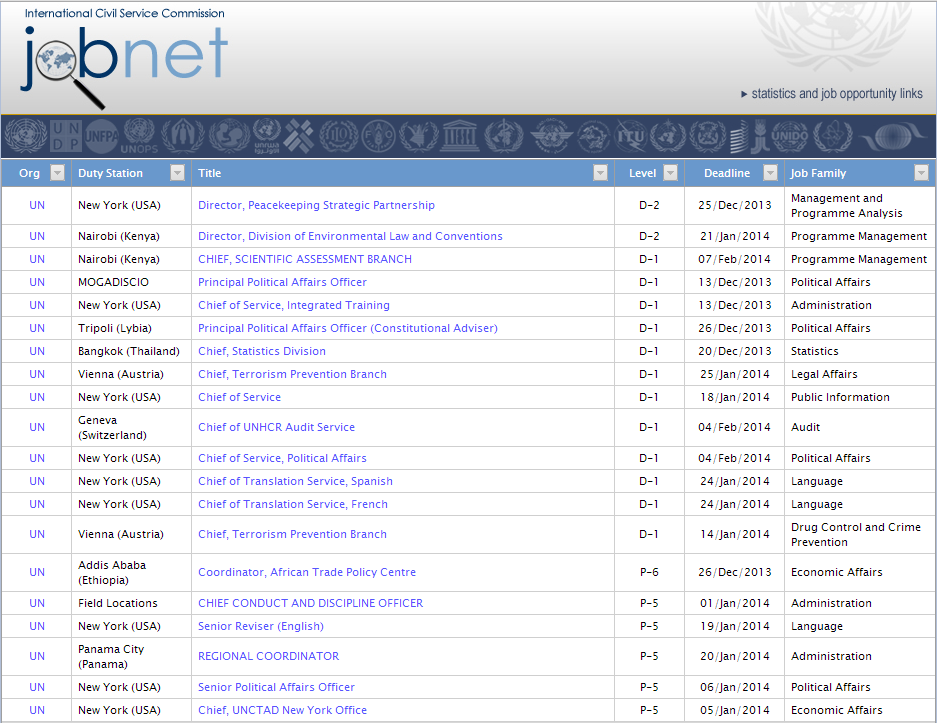 International Civil Service Commission
jobnet
statistics and job opportunity links
UN
DP
UNFPA
UNOPS
ITU
UNIDO
Org Duty Station Title Level Deadline Job Family
UN New York (USA) Director, Peacekeeping Strategic Partnership D-2 25/Dec/2013 Management and
Programme Analysis
UN Nairobi (Kenya) Director, Division of Environmental Law and Conventions D-2 21/Jan/2014 Programme Management
UN Nairobi (Kenya) CHIEF, SCIENTIFIC ASSESSMENT BRANCH D-1 07/Feb/2014 Programme Management
UN MOGADISCIO Principal Political Affairs Officer D-1 13/Dec/2013 Political Affairs
UN New York (USA) Chief of Service, Integrated Training D-1 13/Dec/2013 Administration
UN Tripoli (Lybia) Principal Political Affairs Officer (Constitutional Adviser) D-1 26/Dec/2013 Political Affairs
UN Bangkok (Thailand) Chief, Statistics Division D-1 20/Dec/2013 Statistics
UN Vienna (Austria) Chief, Terrorism Prevention Branch D-1 25/Jan/2014 Legal Affairs
UN New York (USA) Chief of Service D-1 18/Jan/2014 Public Information
UN Geneva
(Switzerland) Chief of UNHCR Audit Service D-1 04/Feb/2014 Audit
UN New York (USA) Chief of Service, Political Affairs D-1 04/Feb/2014 Political Affairs
UN New York (USA) Chief of Translation Service, Spanish D-1 24/Jan/2014 Language
UN New York (USA) Chief of Translation Service, French D-1 24/Jan/2014 Language
UN Vienna (Austria) Chief, Terrorism Prevention Branch D-1 14/Jan/2014 Drug Control and Crime
Prevention
UN Addis Ababa
(Ethiopia) Coordinator, African Trade Policy Centre P-6 26/Dec/2013 Economic Affairs
UN Field Locations CHIEF CONDUCT AND DISCIPLINE OFFICER P-5 01/Jan/2014 Administration
UN New York (USA) Senior Reviser (English) P-5 19/Jan/2014 Language
UN Panama City
(Panama) REGIONAL COORDINATOR P-5 20/Jan/2014 Administration
UN New York (USA) Senior Political Affairs Officer P-5 06/Jan/2014 Political Affairs
UN New York (USA) Chief, UNCTAD New York Office P-5 05/Jan/2014 Economic Affairs